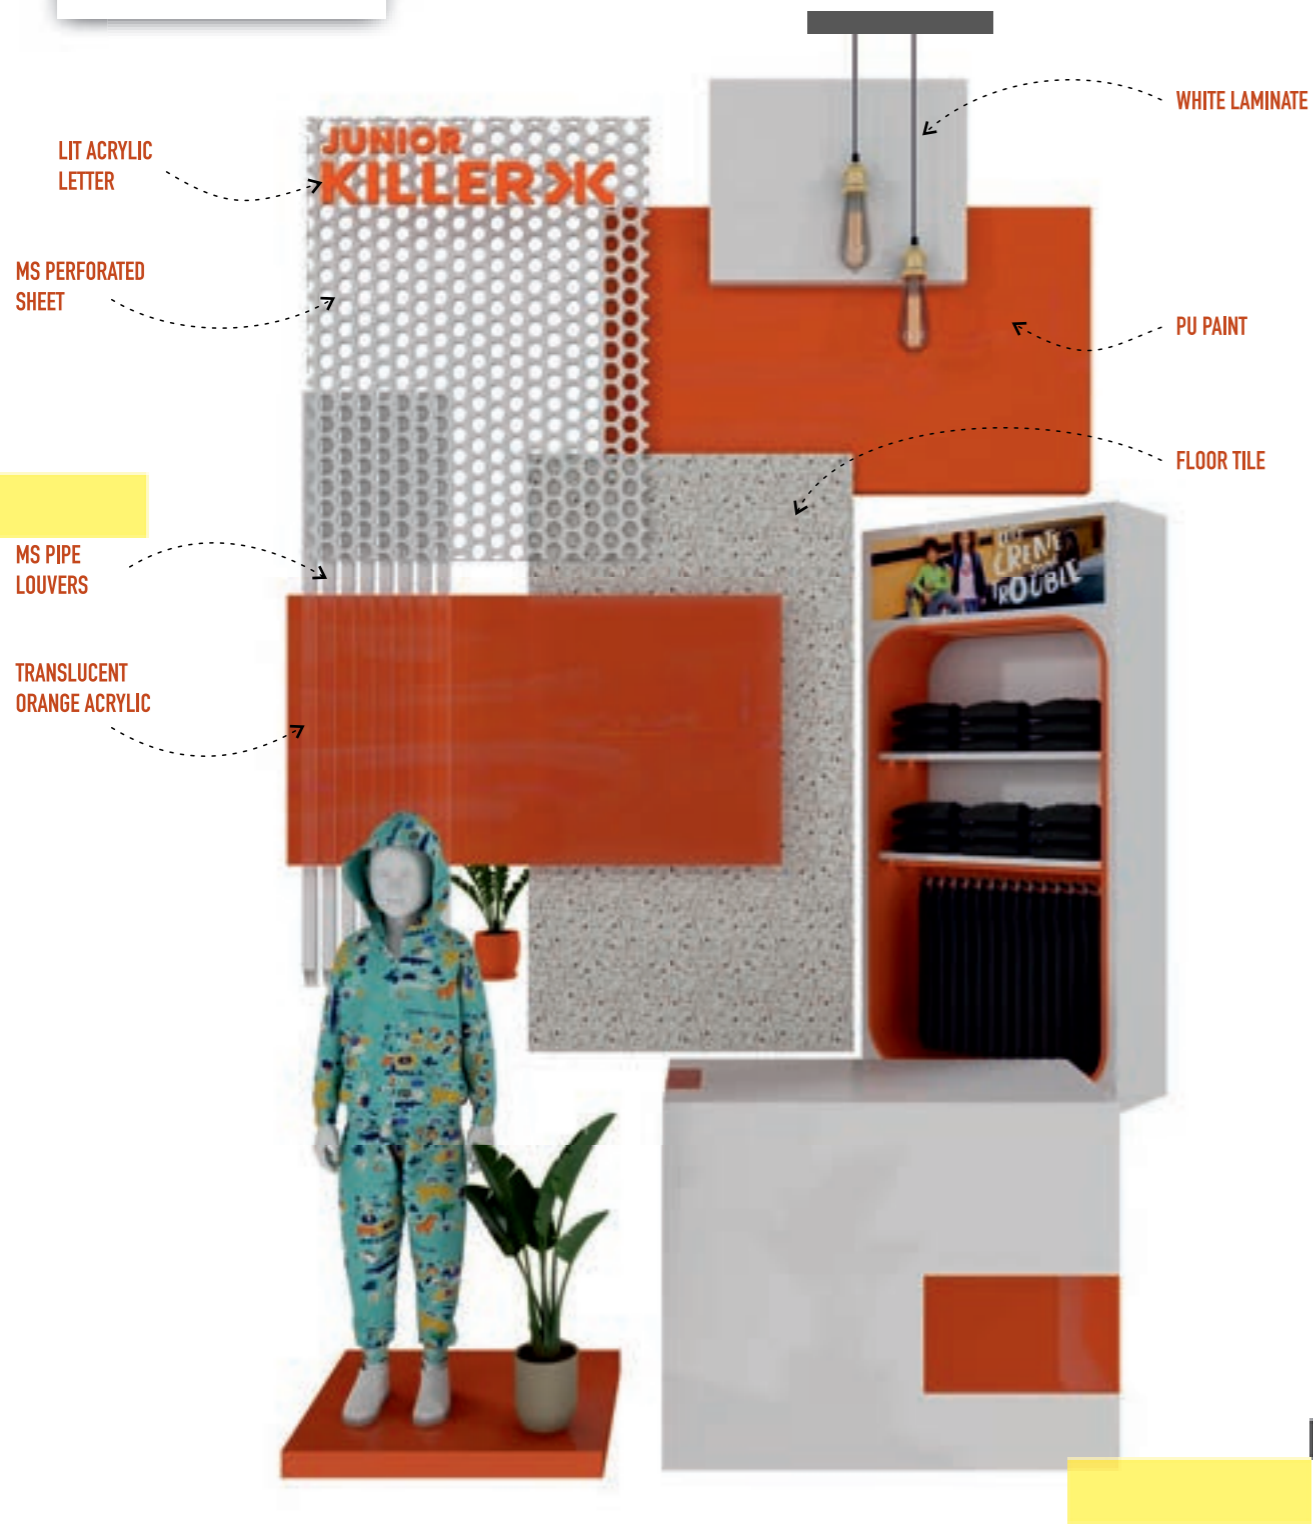 WHITE LAMINATE
LIT ACRYLIC
LETTER
JUNIOR
KILLER
MS PERFORATED
SHEET
PU PAINT
FLOOR TILE
MS PIPE
LOUVERS
CREATE
TROUBLE
TRANSLUCENT
ORANGE ACRYLIC